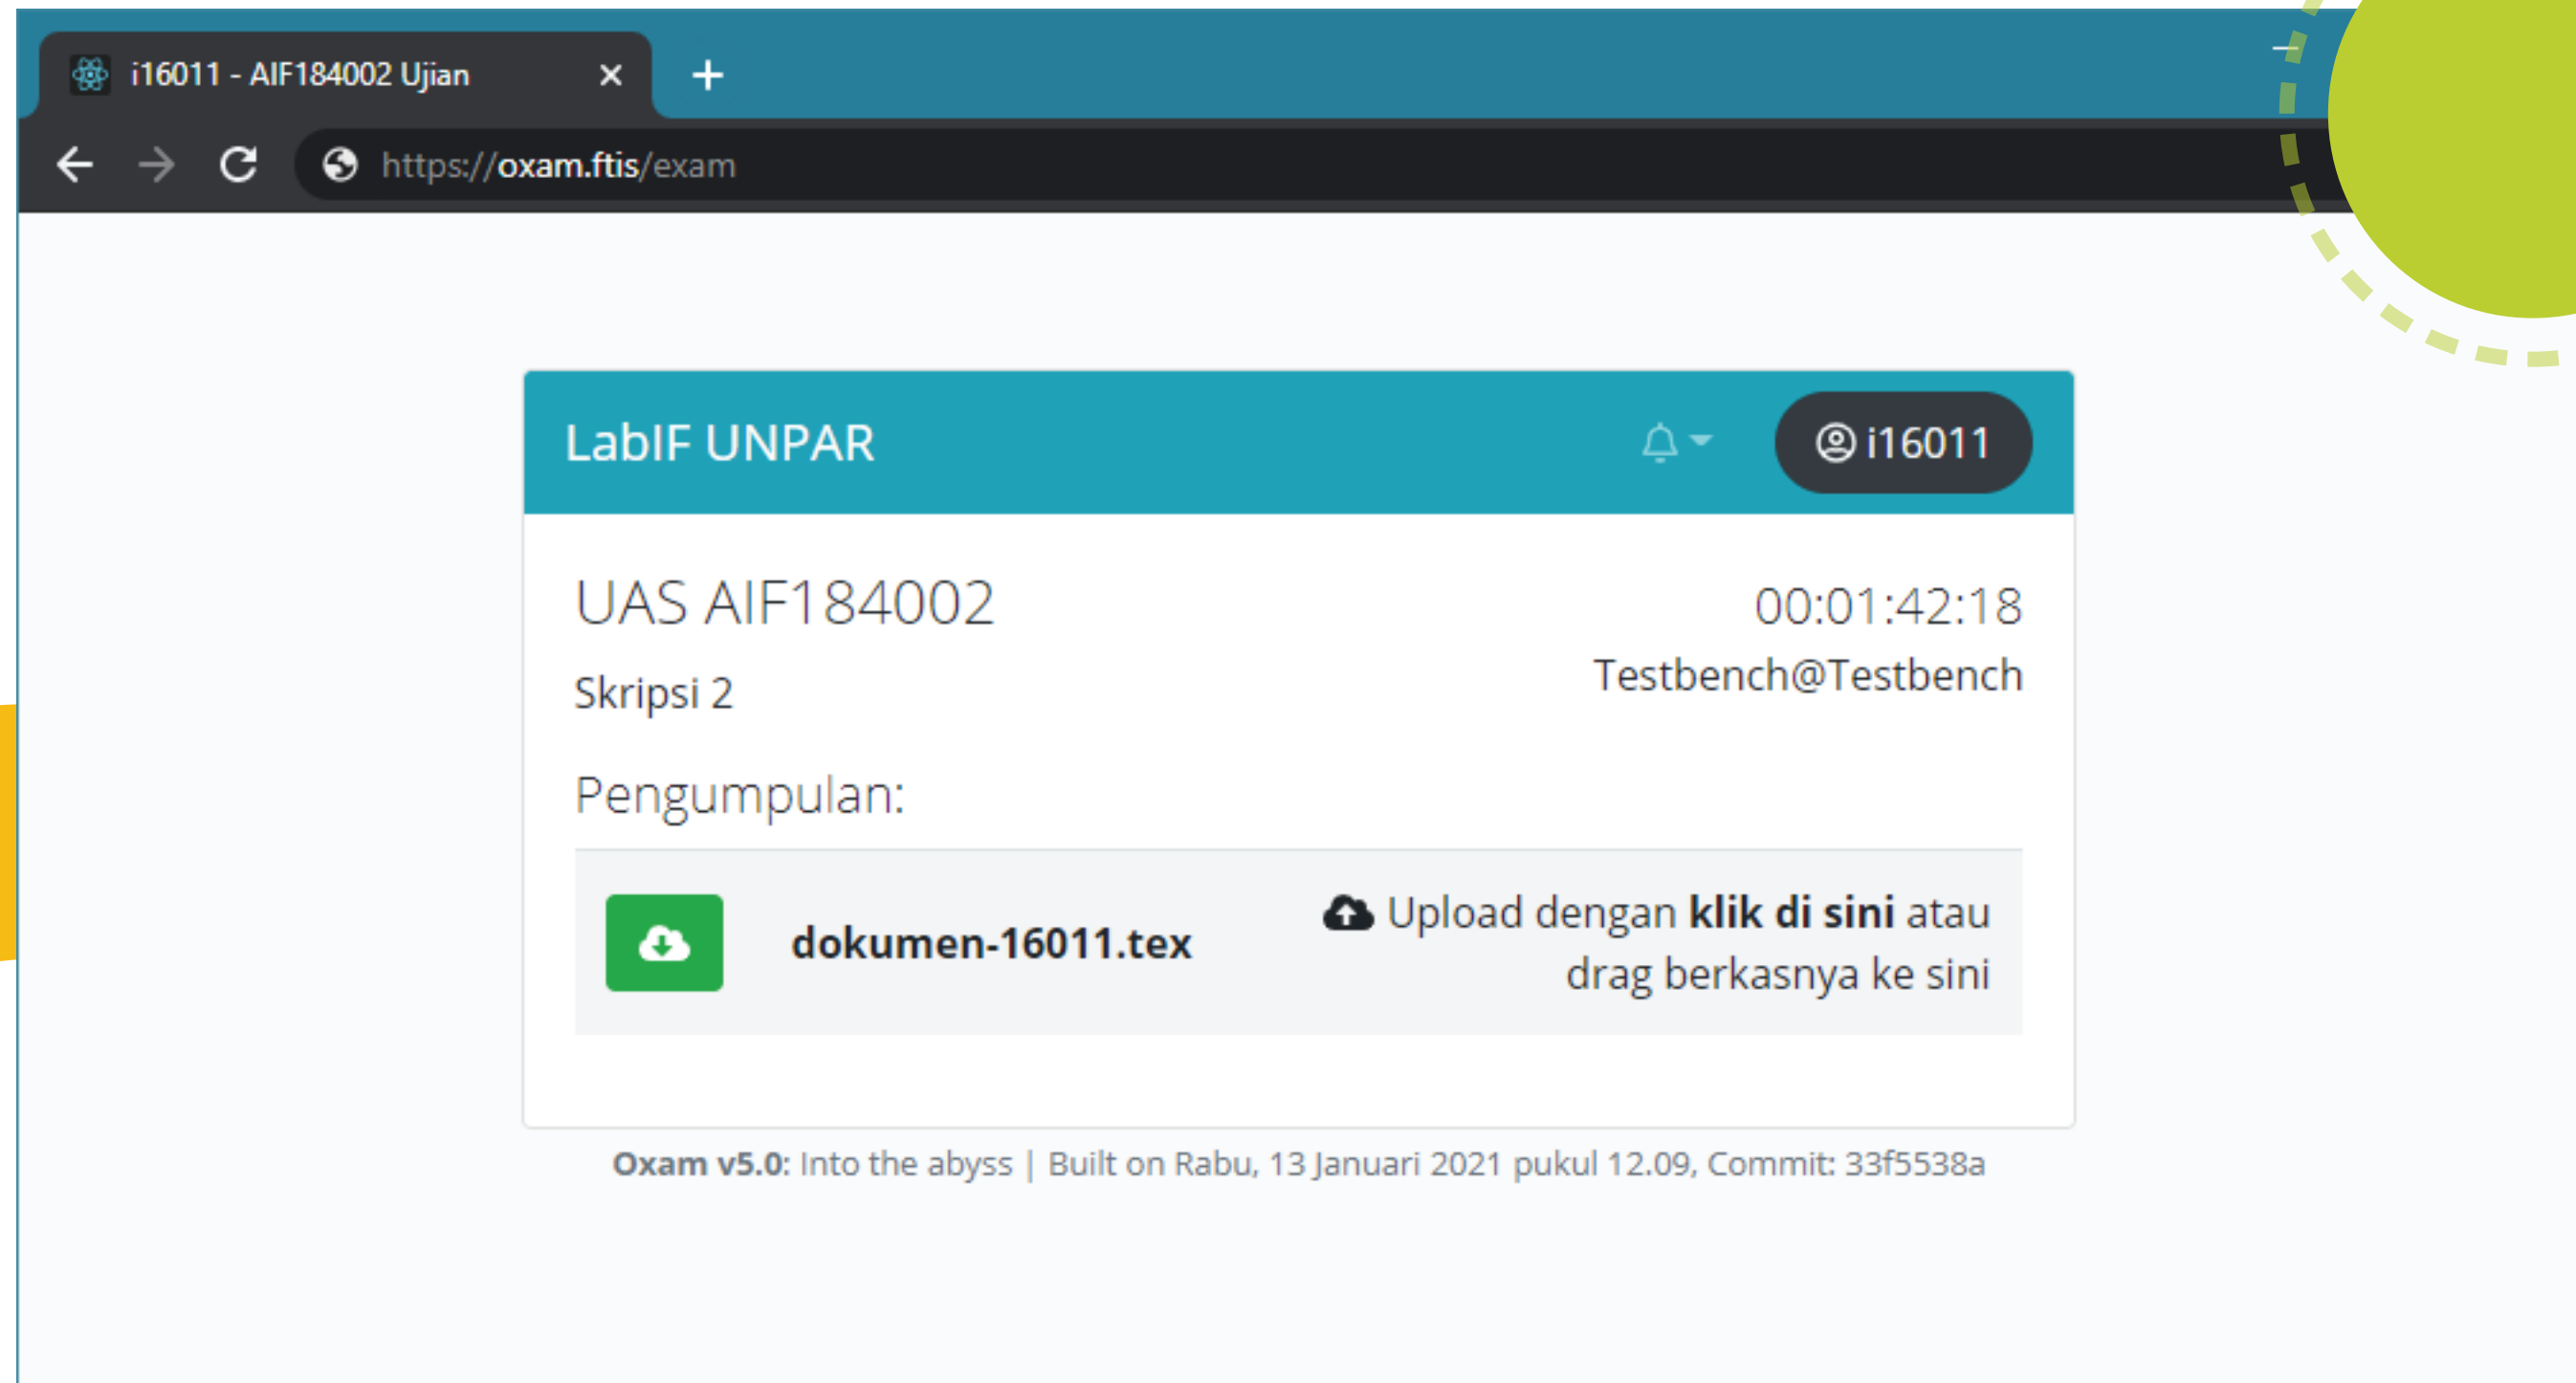 i16011 - AIF184002 Ujian
https://oxam.ftis/exam
LabIF UNPAR
i16011
UAS AIF184002
00:01:42:18
Skripsi 2
Testbench@Testbench
Pengumpulan:
dokumen-16011.tex
Upload dengan klik di sini atau
drag berkasnya ke sini
Oxam v5.0: Into the abyss | Built on Rabu, 13 Januari 2021 pukul 12.09, Commit: 33f5538a